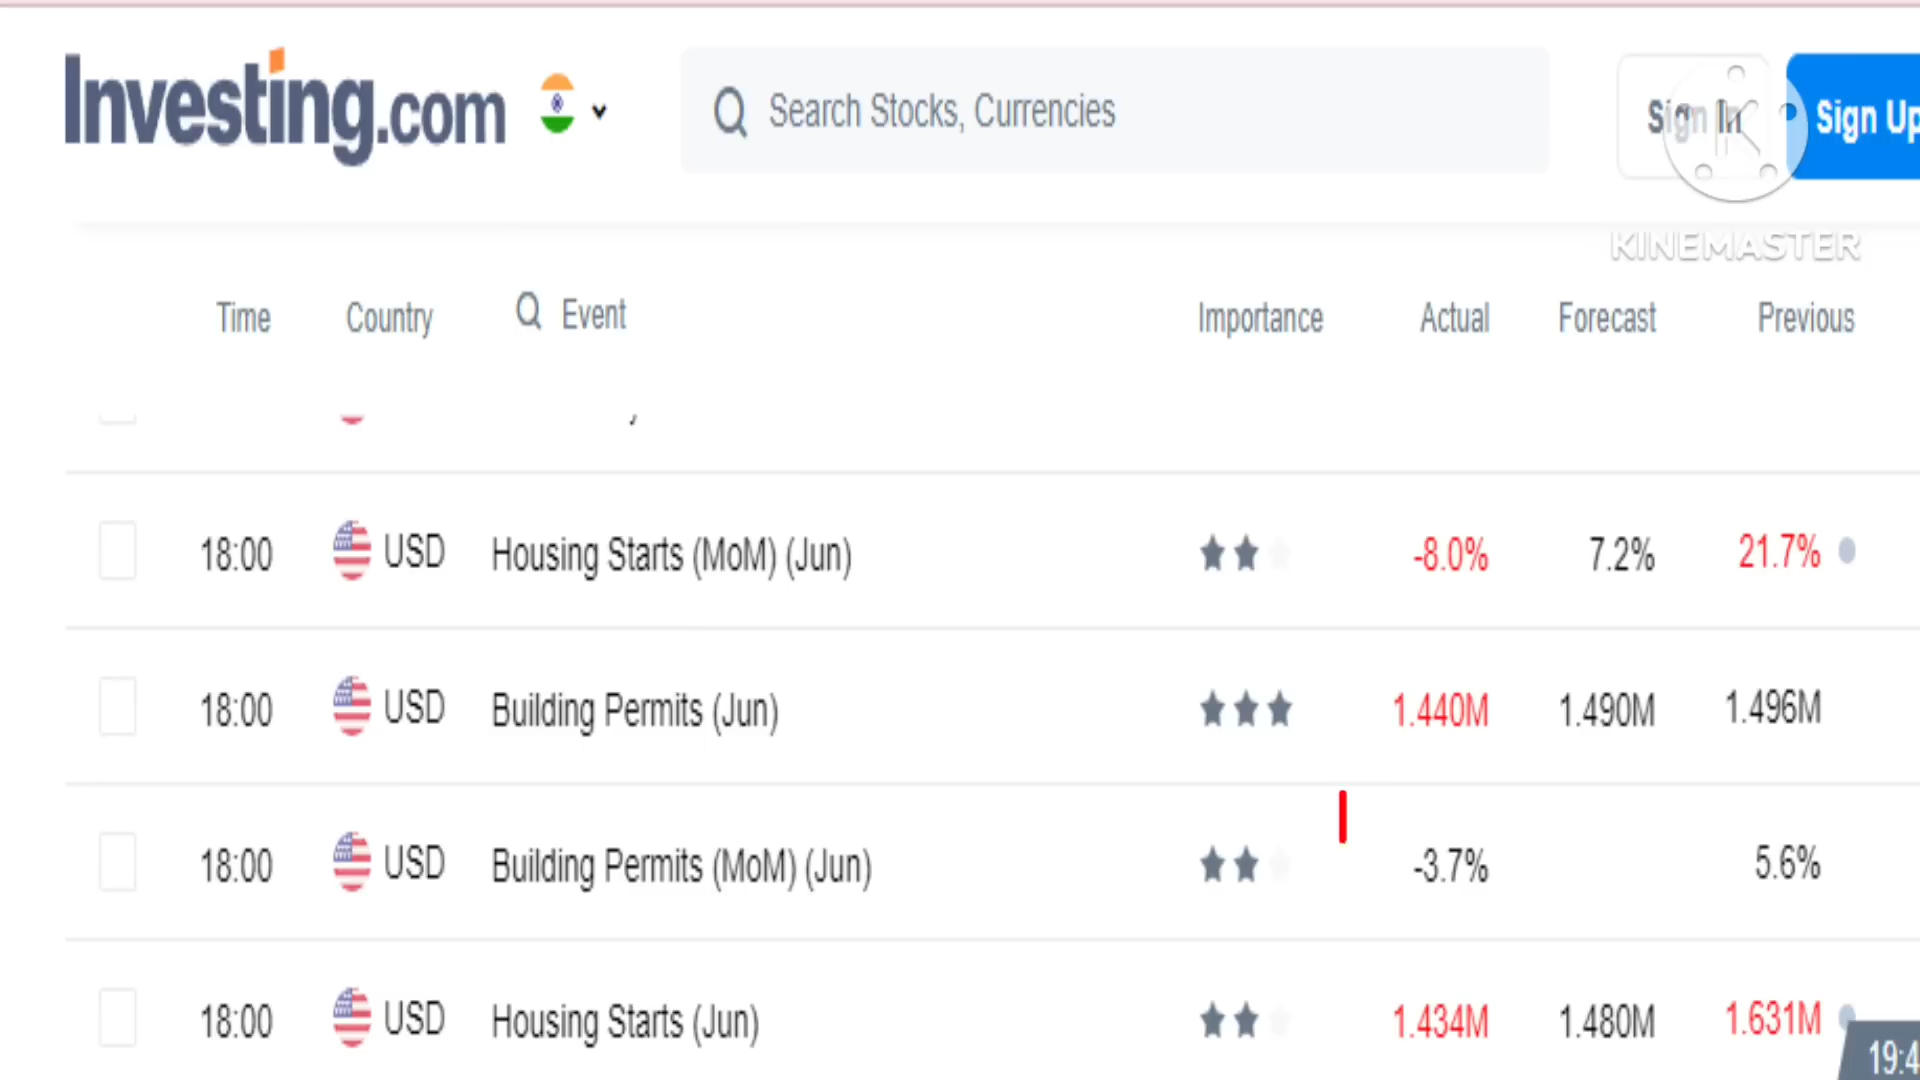 Investing.com Search Stocks, Currencies Sign In Sign Up
KINEMASTER
Time Country Event Importance Actual Forecast Previous
18:00 USD Housing Starts (MoM) (Jun) -8.0% 7.2% 21.7%
18:00 USD Building Permits (Jun) 1.440M 1.490M 1.496M
18:00 USD Building Permits (MoM) (Jun) -3.7% 5.6%
18:00 USD Housing Starts (Jun) 1.434M 1.480M 1.631M
19:4